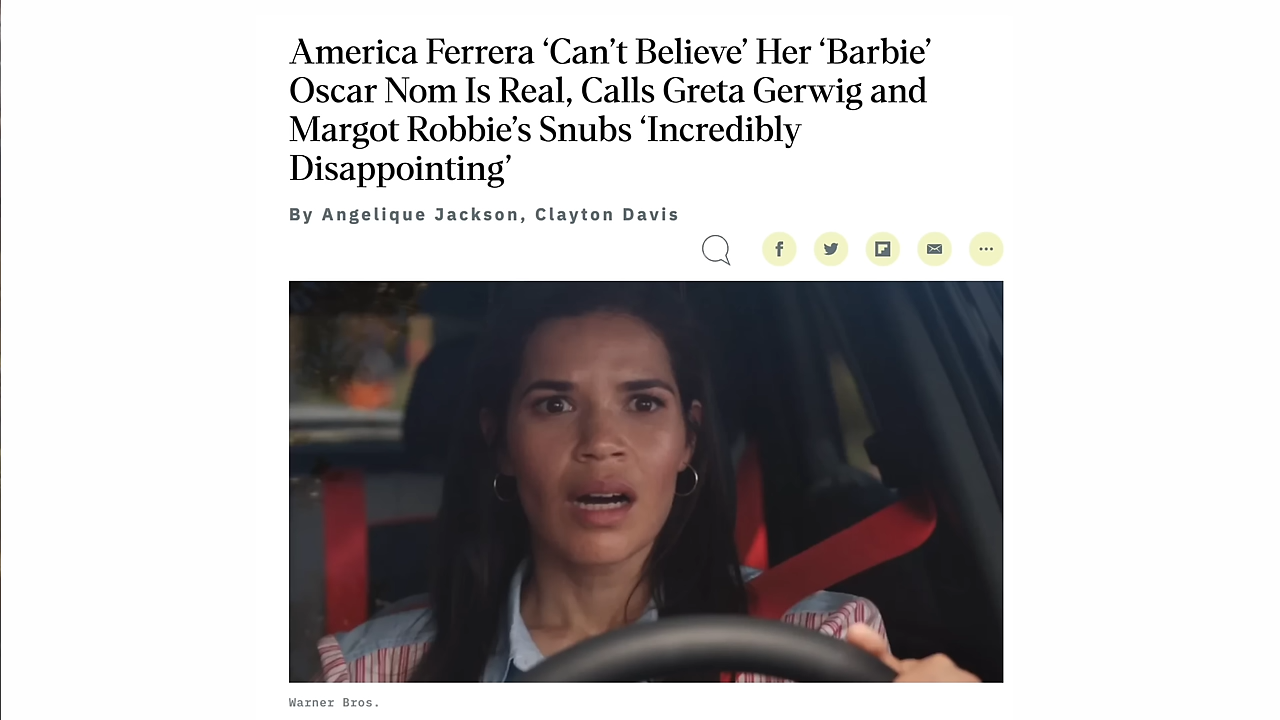 America Ferrera ‘Can’t Believe’ Her ‘Barbie’
Oscar Nom Is Real, Calls Greta Gerwig and
Margot Robbie’s Snubs ‘Incredibly
Disappointing’
By Angelique Jackson, Clayton Davis
Warner Bros.